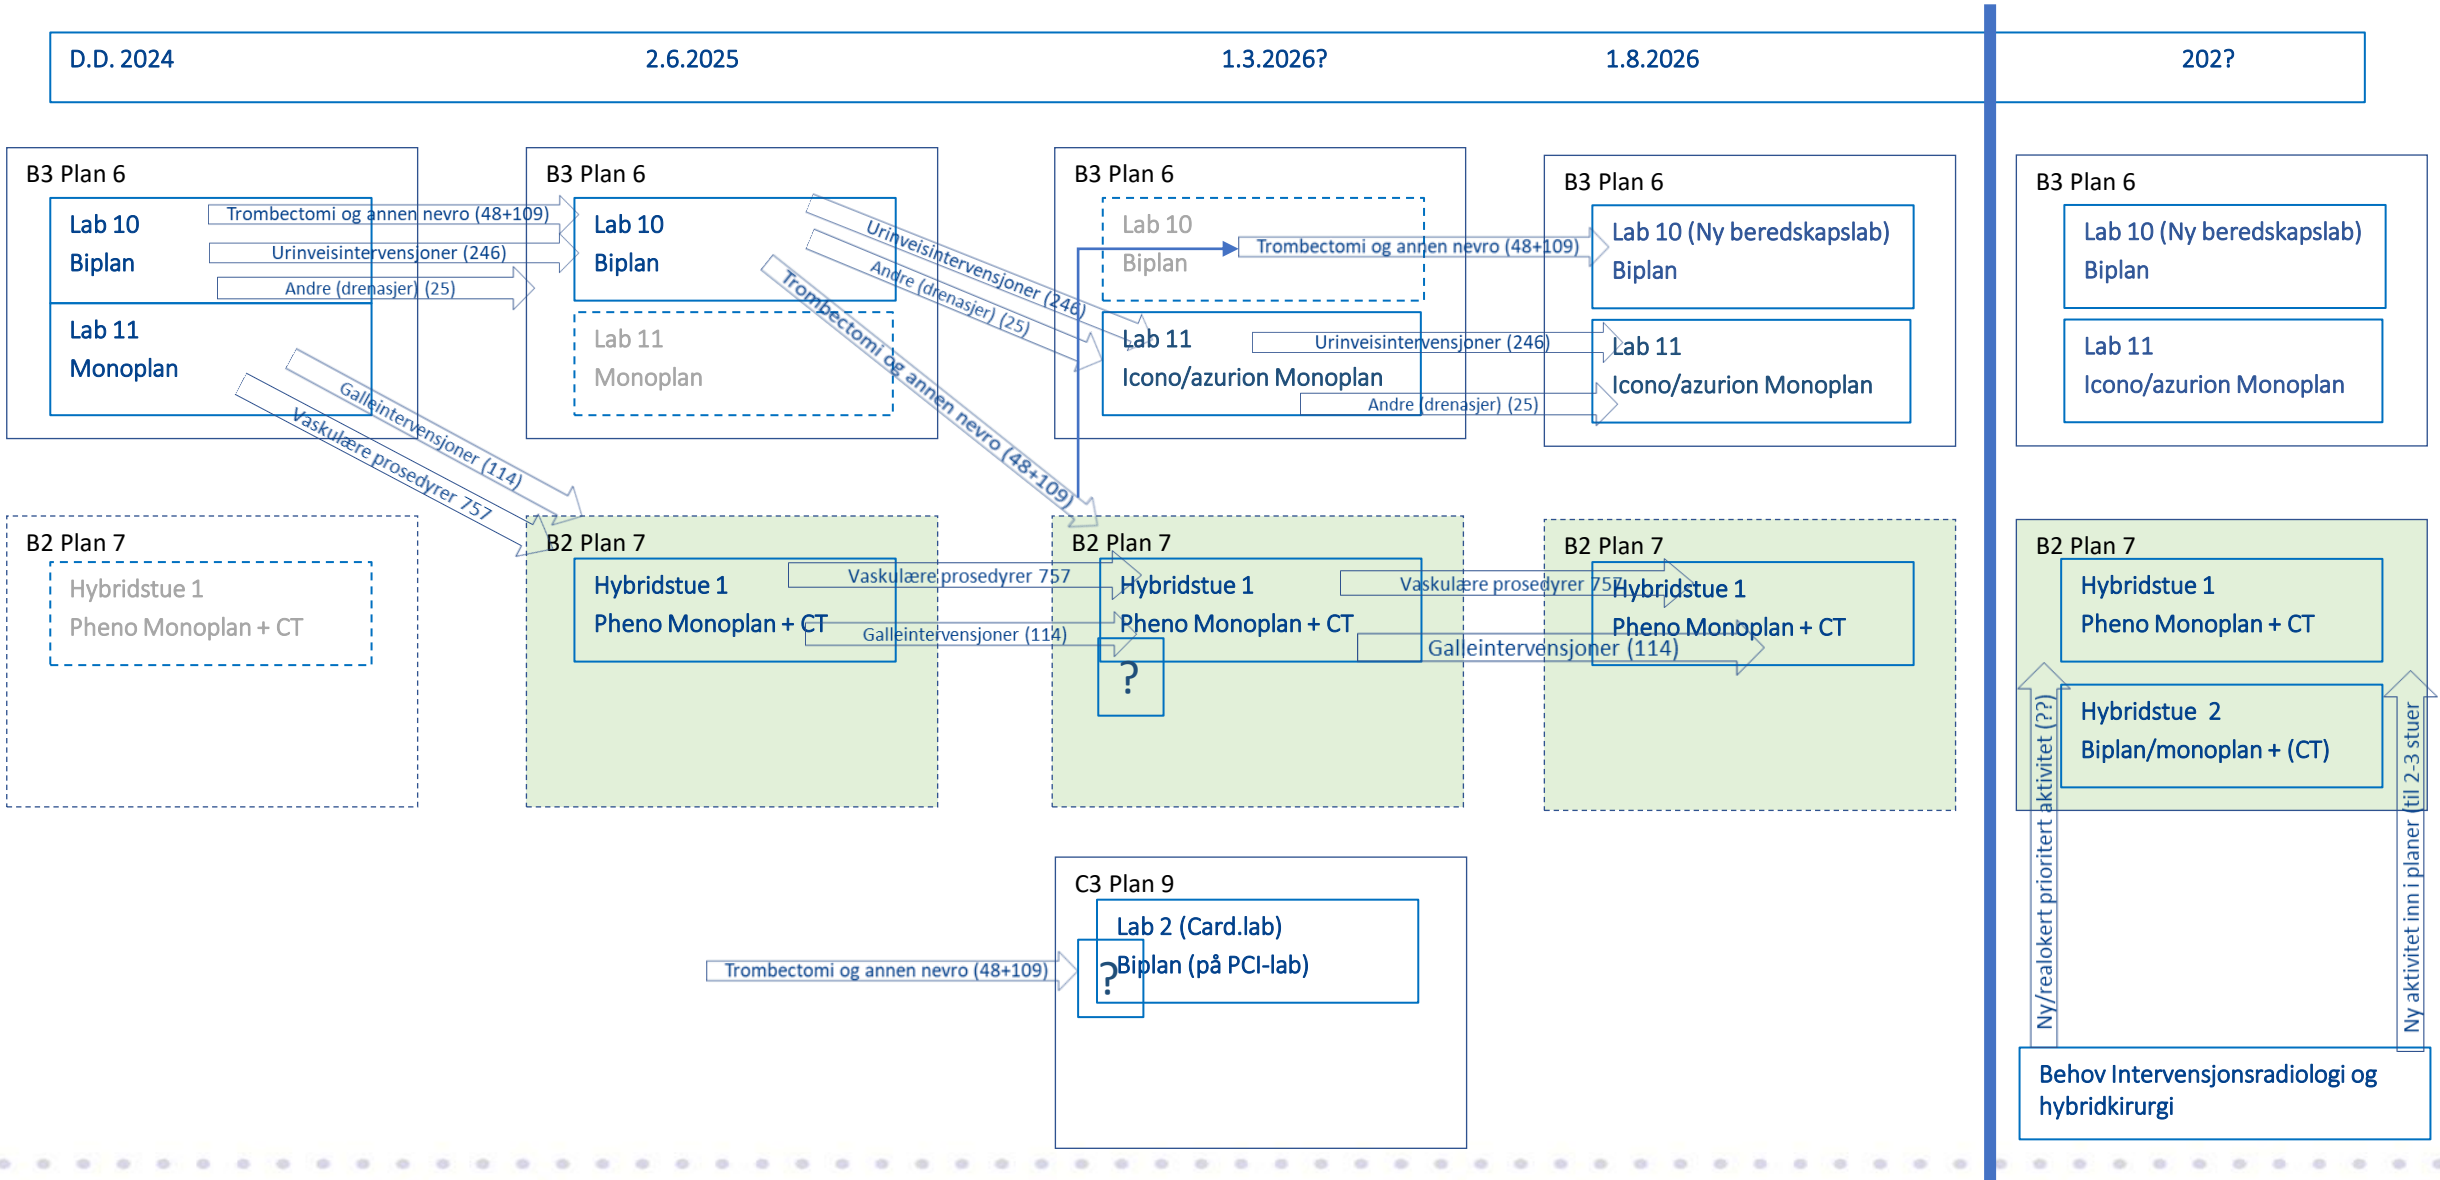 D.D. 2024
2.6.2025
1.3.2026?
1.8.2026
202?
B3 Plan 6
Lab 10
Biplan
Lab 11
Monoplan
Trombectomi og annen nevro (48+109)
Urinveisintervensjoner (246)
Andre (drenasjer) (25)
Galleintervensjoner (114)
Vaskulære prosedyrer 757
B3 Plan 6
Lab 10
Biplan
Lab 11
Monoplan
Urinveisintervensjoner (246)
Andre (drenasjer) (25)
Trombectomi og annen nevro (48+109)
B3 Plan 6
Lab 10
Biplan
Lab 11
Icono/azurion Monoplan
Trombectomi og annen nevro (48+109)
Urinveisintervensjoner (246)
Andre (drenasjer) (25)
B3 Plan 6
Lab 10 (Ny beredskapslab)
Biplan
Lab 11
Icono/azurion Monoplan
B3 Plan 6
Lab 10 (Ny beredskapslab)
Biplan
Lab 11
Icono/azurion Monoplan
B2 Plan 7
Hybridstue 1
Pheno Monoplan + CT
B2 Plan 7
Hybridstue 1
Pheno Monoplan + CT
Vaskulære prosedyrer 757
Galleintervensjoner (114)
B2 Plan 7
Hybridstue 1
Pheno Monoplan + CT
?
Vaskulære prosedyrer 757
Galleintervensjoner (114)
B2 Plan 7
Hybridstue 1
Pheno Monoplan + CT
B2 Plan 7
Hybridstue 1
Pheno Monoplan + CT
Hybridstue 2
Biplan/monoplan + (CT)
Ny/realokert prioritert aktivitet (??)
Ny aktivitet inn i planer (til 2-3 stuer
Trombectomi og annen nevro (48+109)
C3 Plan 9
Lab 2 (Card.lab)
Biplan (på PCI-lab)
?
Behov Intervensjonsradiologi og
hybridkirurgi